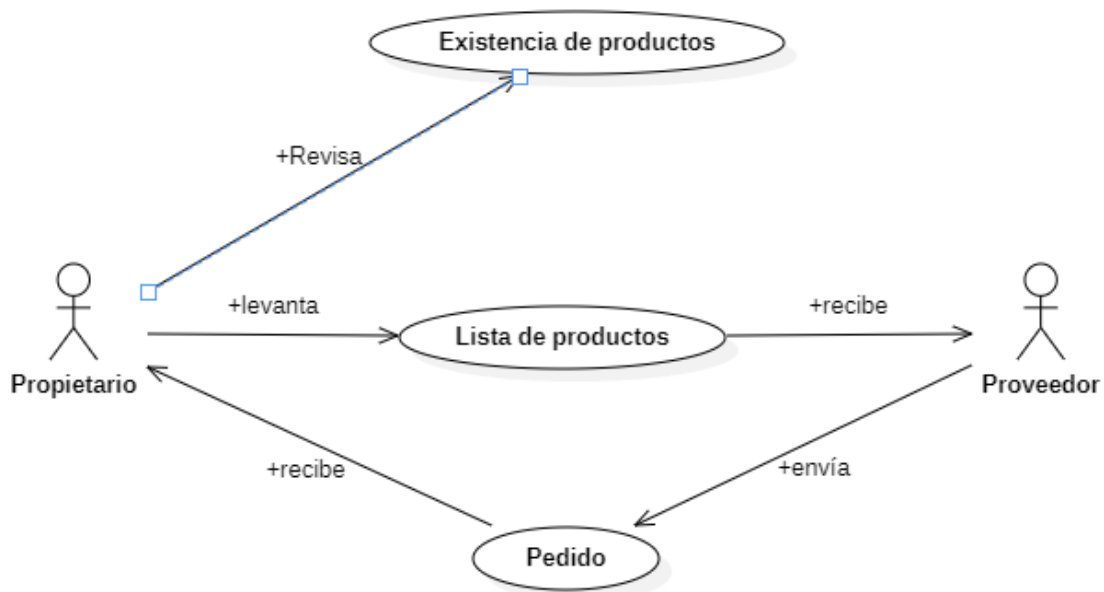 Existencia de productos
+Revisa
+levanta
+recibe
Lista de productos
Propietario
Proveedor
+recibe
+envía
Pedido